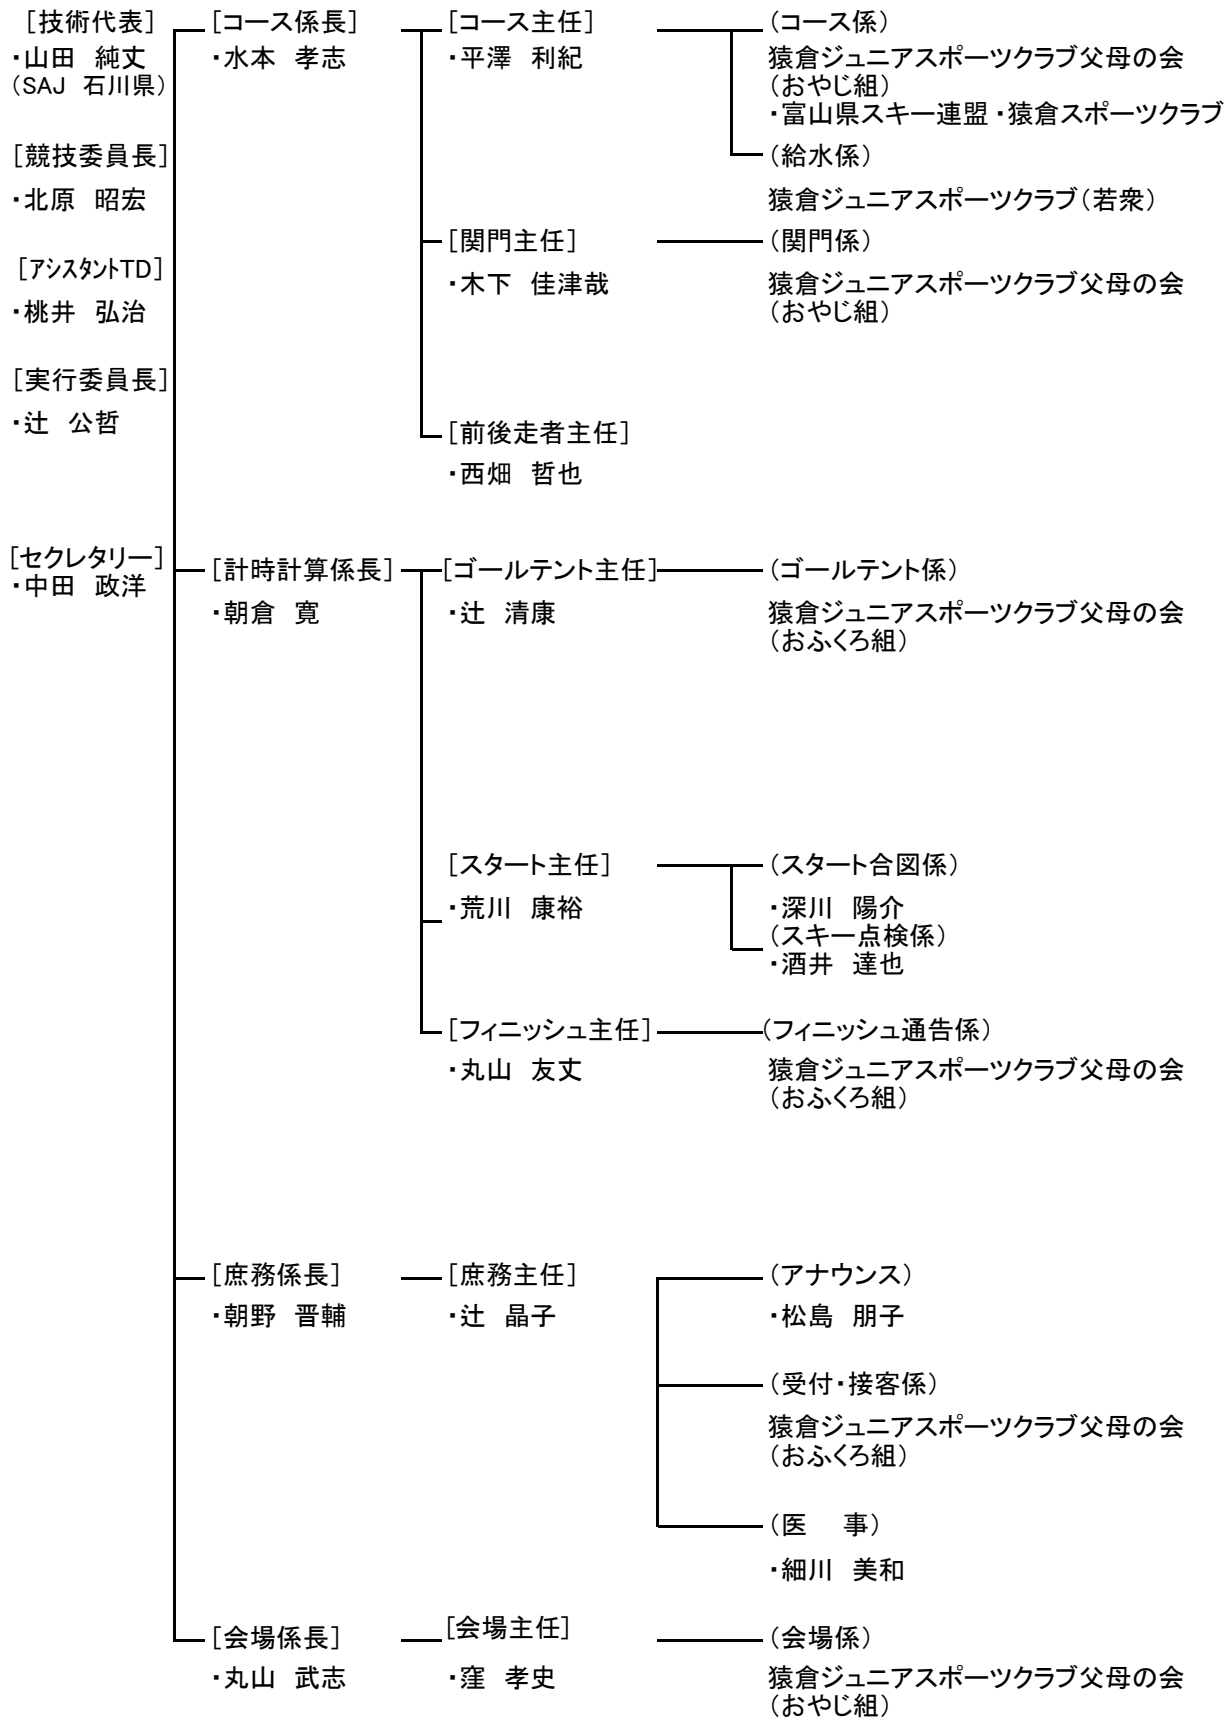 [技術代表]
・山田　純丈
(SAJ　石川県)
[競技委員長]
・北原　昭宏
[アシスタントTD]
・桃井　弘治
[実行委員長]
・辻　公哲
[セクレタリー]
・中田　政洋
[コース係長]
・水本　孝志
[コース主任]
・平澤　利紀
(コース係)
猿倉ジュニアスポーツクラブ父母の会
(おやじ組)
・富山県スキー連盟・猿倉スポーツクラブ
(給水係)
猿倉ジュニアスポーツクラブ(若衆)
[関門主任]
・木下　佳津哉
(関門係)
猿倉ジュニアスポーツクラブ父母の会
(おやじ組)
[前後走者主任]
・西畑　哲也
[計時計算係長]
・朝倉　寛
[ゴールテント主任]
・辻　清康
(ゴールテント係)
猿倉ジュニアスポーツクラブ父母の会
(おふくろ組)
[スタート主任]
・荒川　康裕
(スタート合図係)
・深川　陽介
(スキー点検係)
・酒井　達也
[フィニッシュ主任]
・丸山　友丈
(フィニッシュ通告係)
猿倉ジュニアスポーツクラブ父母の会
(おふくろ組)
[庶務係長]
・朝野　晋輔
[庶務主任]
・辻　晶子
(アナウンス)
・松島　朋子
(受付・接客係)
猿倉ジュニアスポーツクラブ父母の会
(おふくろ組)
(医　事)
・細川　美和
[会場係長]
・丸山　武志
[会場主任]
・窪　孝史
(会場係)
猿倉ジュニアスポーツクラブ父母の会
(おやじ組)